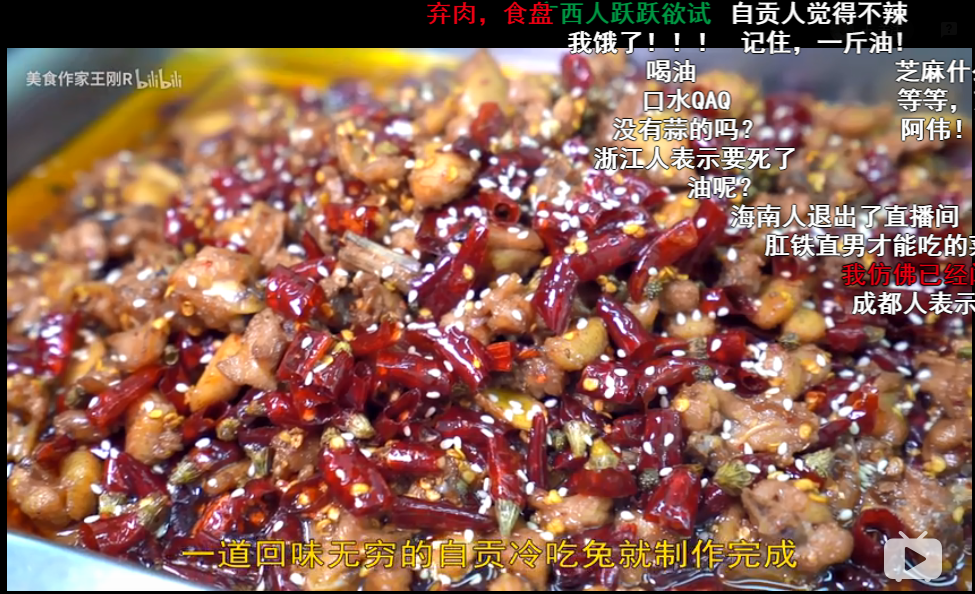 弃肉，食盘 西人跃跃欲试 自贡人觉得不辣
我饿了！！！ 记住，一斤油！
喝油 芝麻什
美食作家王刚R bilibili
口水QAQ 等等，
没有蒜的吗？ 阿伟！
浙江人表示要死了
油呢？
海南人退出了直播间
肛铁直男才能吃的
我仿佛已经
成都人表示
一道回味无穷的自贡冷吃兔就制作完成